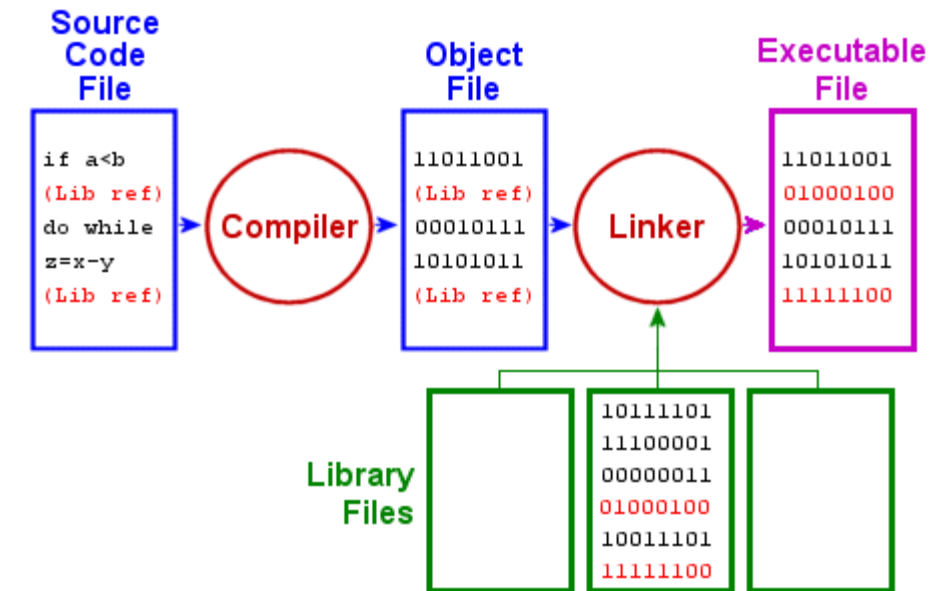 Source
Code
File
if a<b
(Lib ref)
do while
z=x-y
(Lib ref)
Compiler
Object
File
11011001
(Lib ref)
00010111
10101011
(Lib ref)
Linker
Executable
File
11011001
01000100
00010111
10101011
11111100
Library
Files
10111101
11100001
00000011
01000100
10011101
11111100